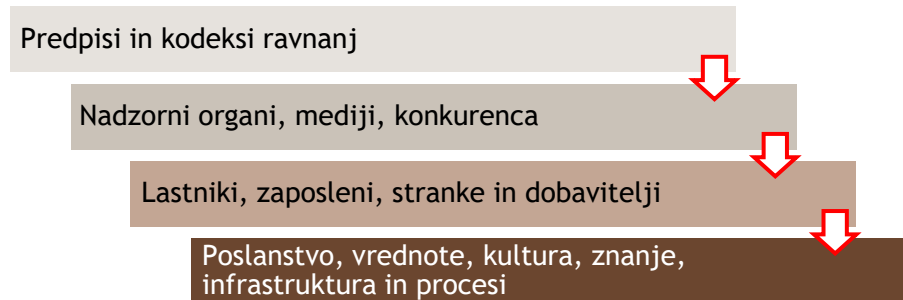 Predpisi in kodeksi ravnanj
Nadzorni organi, mediji, konkurenca
Lastniki, zaposleni, stranke in dobavitelji
Poslanstvo, vrednote, kultura, znanje,
infrastruktura in procesi